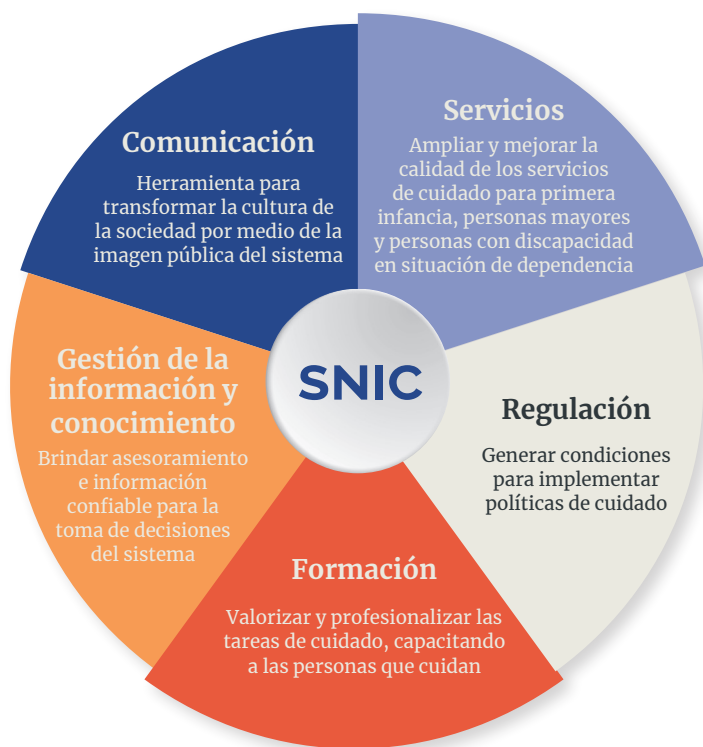 Comunicación
Herramienta para
transformar la cultura de
la sociedad por medio de la
imagen pública del sistema
Servicios
Ampliar y mejorar la
calidad de los servicios
de cuidado para primera
infancia, personas mayores
y personas con discapacidad
en situación de dependencia
Gestión de la
información y
conocimiento
Brindar asesoramiento
e información
confiable para la
toma de decisiones
del sistema
SNIC
Regulación
Generar condiciones
para implementar
políticas de cuidado
Formación
Valorizar y profesionalizar las
tareas de cuidado, capacitando
a las personas que cuidan